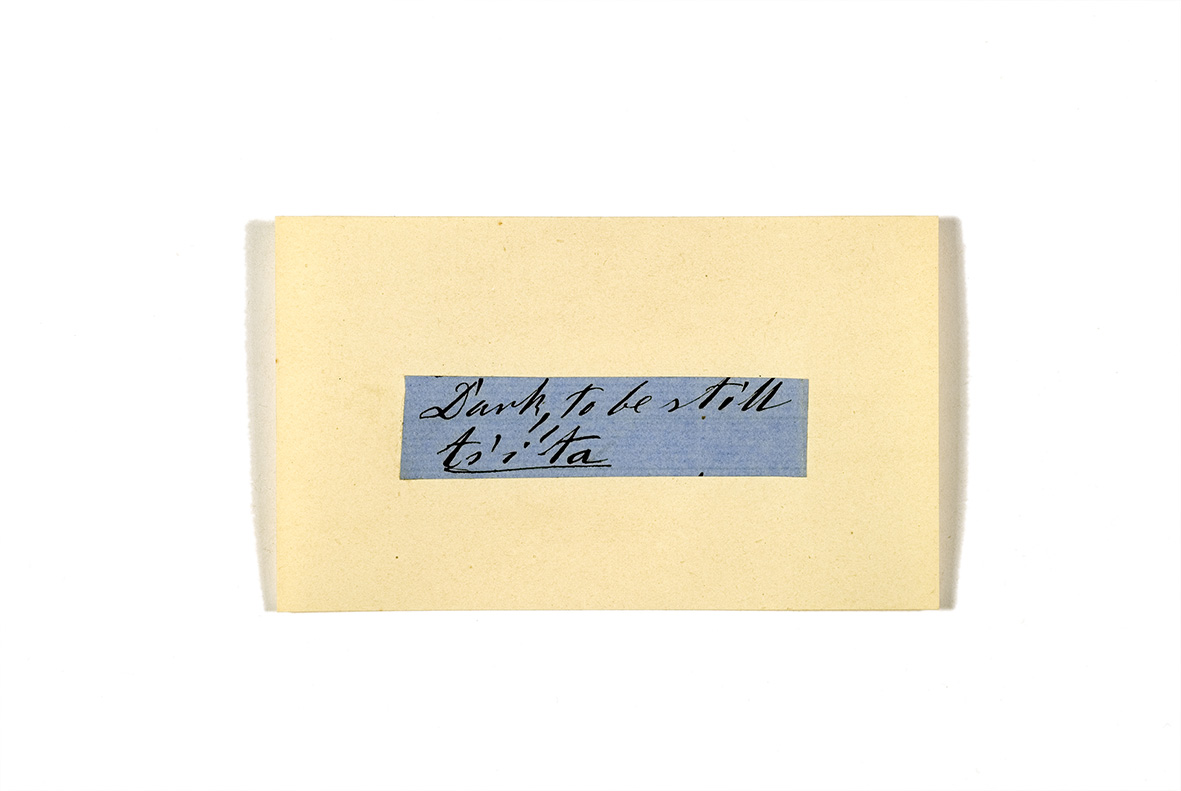 Dark, to be still
ts'i'ta